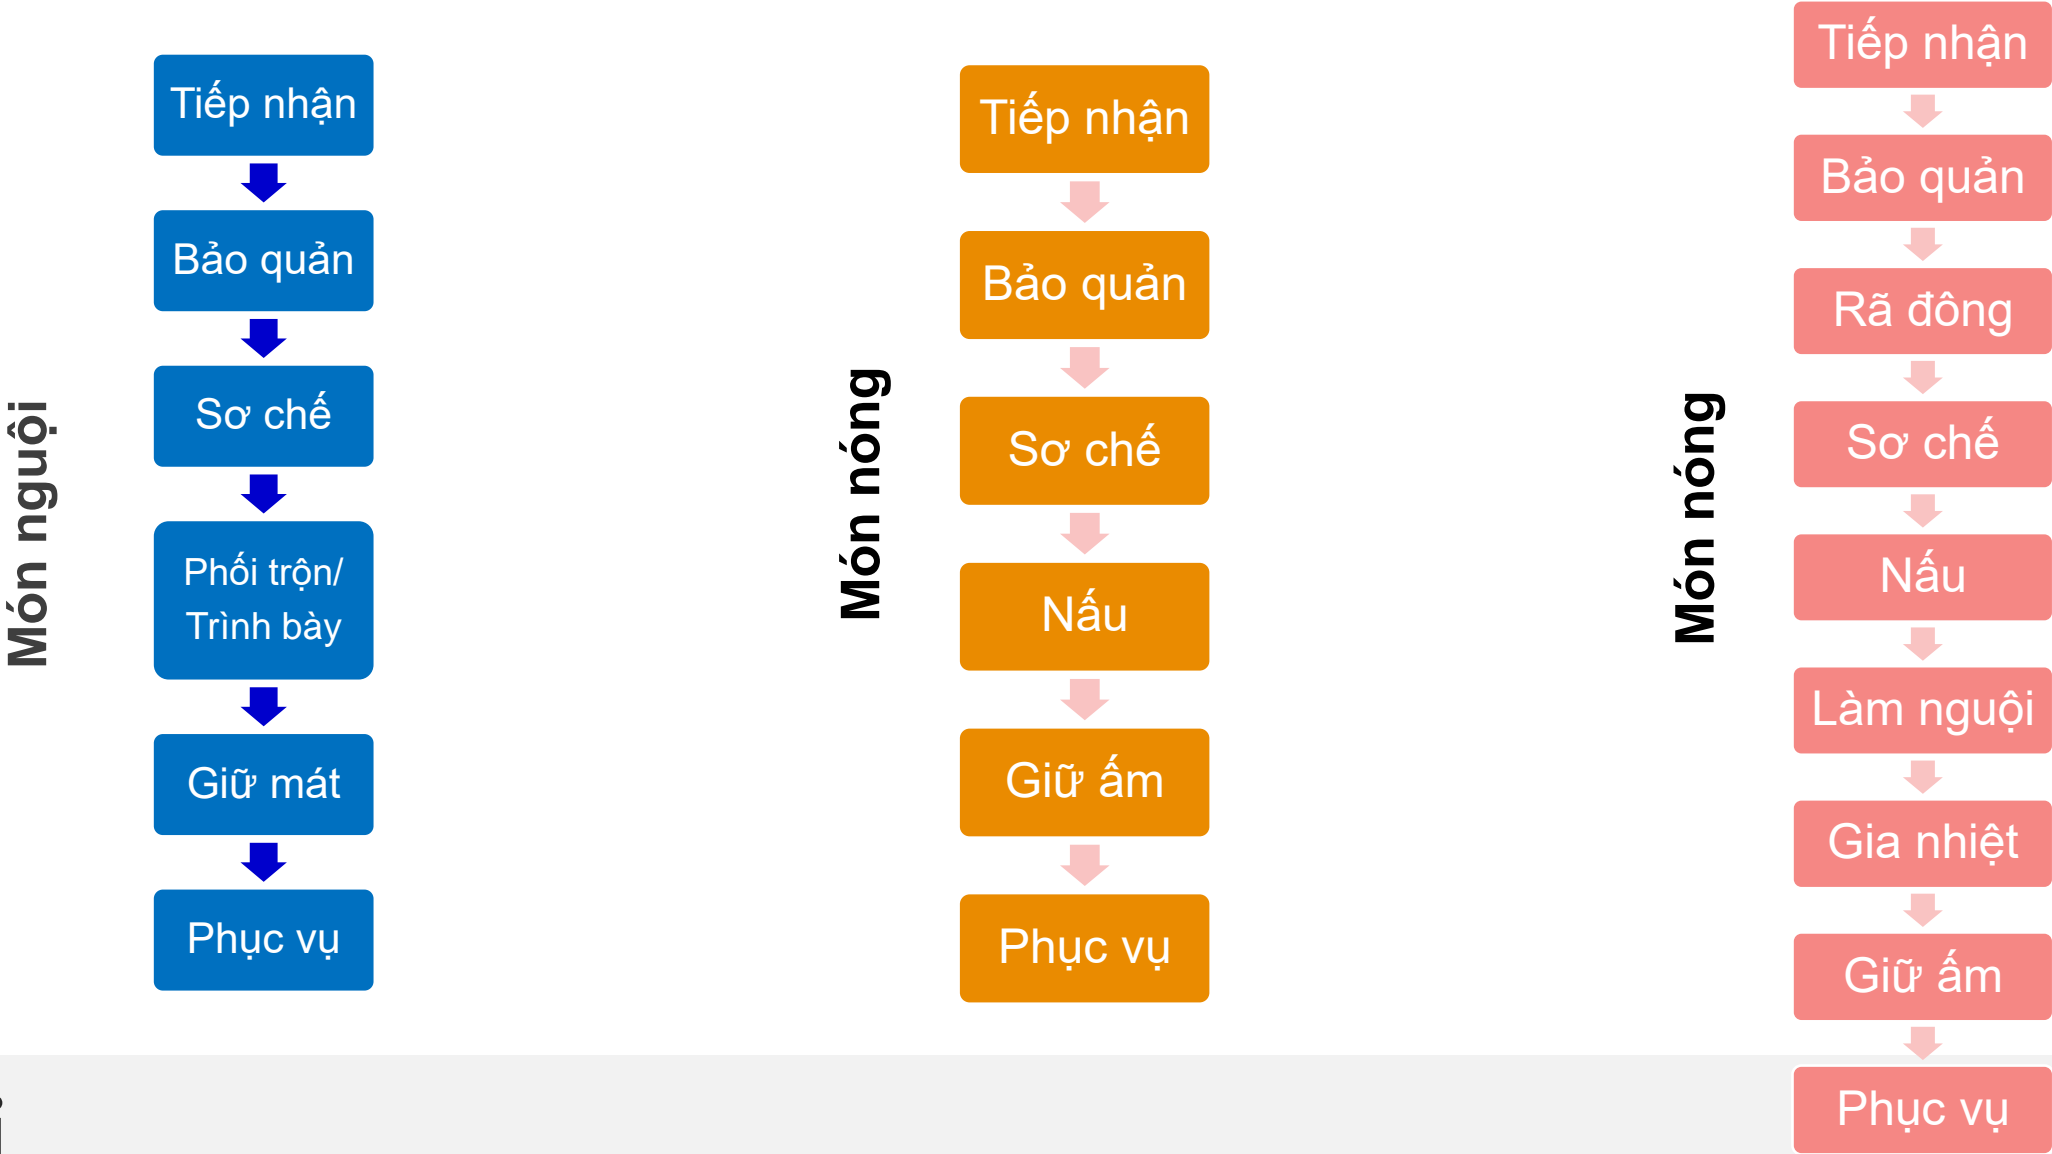 Món nguội
Tiếp nhận
Bảo quản
Sơ chế
Phối trộn/
Trình bày
Giữ mát
Phục vụ
Món nóng
Tiếp nhận
Bảo quản
Sơ chế
Nấu
Giữ ấm
Phục vụ
Món nóng
Tiếp nhận
Bảo quản
Rã đông
Sơ chế
Nấu
Làm nguội
Gia nhiệt
Giữ ấm
Phục vụ